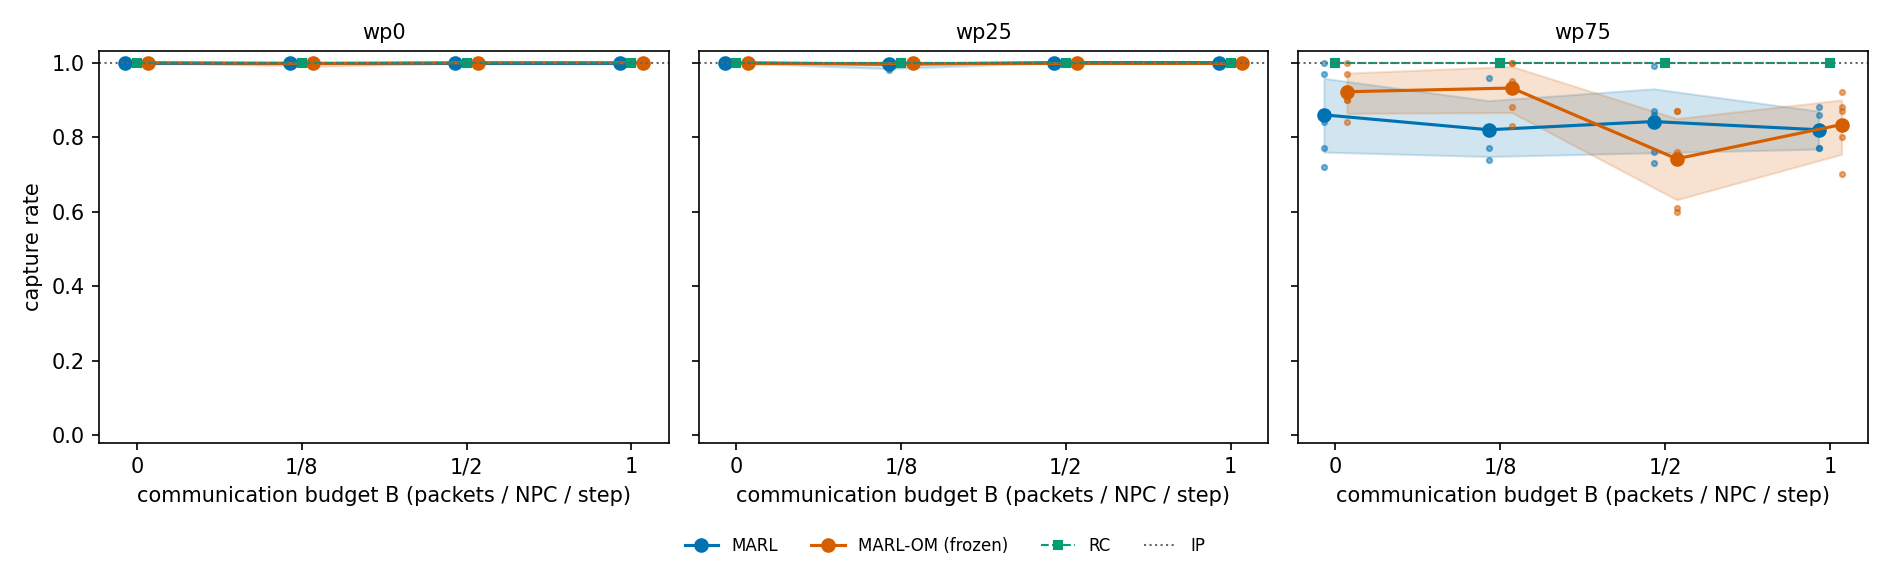 wp0
wp25
wp75
capture rate
1.0
0.8
0.6
0.4
0.2
0.0
0 1/8 1/2 1
0 1/8 1/2 1
0 1/8 1/2 1
communication budget B (packets / NPC / step)
communication budget B (packets / NPC / step)
communication budget B (packets / NPC / step)
MARL
MARL-OM (frozen)
RC
IP